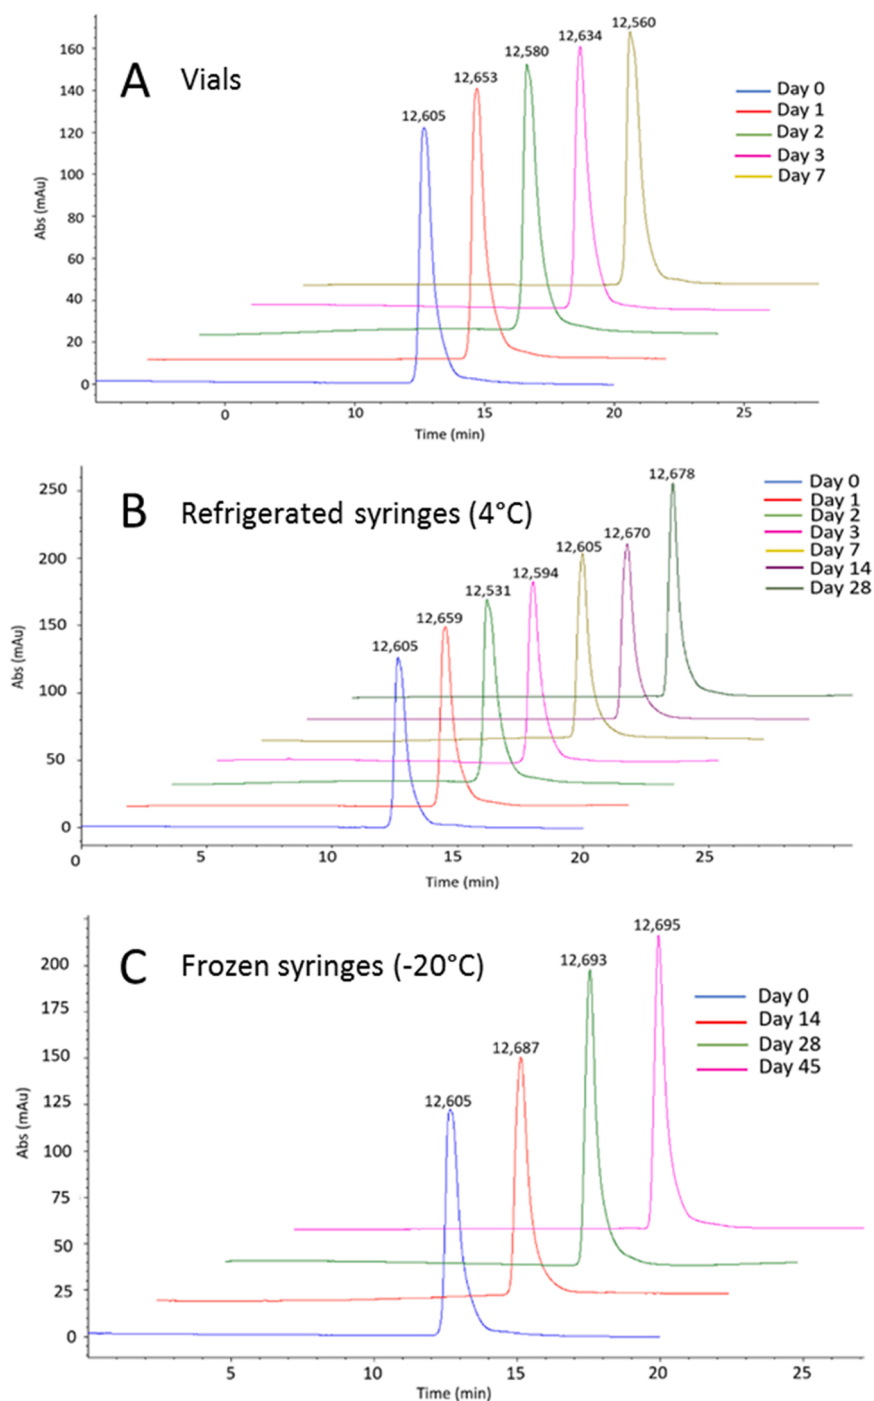 A Vials
12,605
12,653
12,580
12,634
12,560
Day 0
Day 1
Day 2
Day 3
Day 7
Abs (mAu)
160
140
120
100
80
60
40
20
0
0 10 15 20 25
Time (min)
B Refrigerated syringes (4°C)
12,605
12,659
12,531
12,594
12,605
12,670
12,678
Day 0
Day 1
Day 2
Day 3
Day 7
Day 14
Day 28
Abs (mAu)
250
200
150
100
50
0
0 5 10 15 20 25
Time (min)
C Frozen syringes (-20°C)
12,605
12,687
12,693
12,695
Day 0
Day 14
Day 28
Day 45
Abs (mAu)
200
175
150
125
100
75
50
25
0
5 10 15 20 25
Time (min)